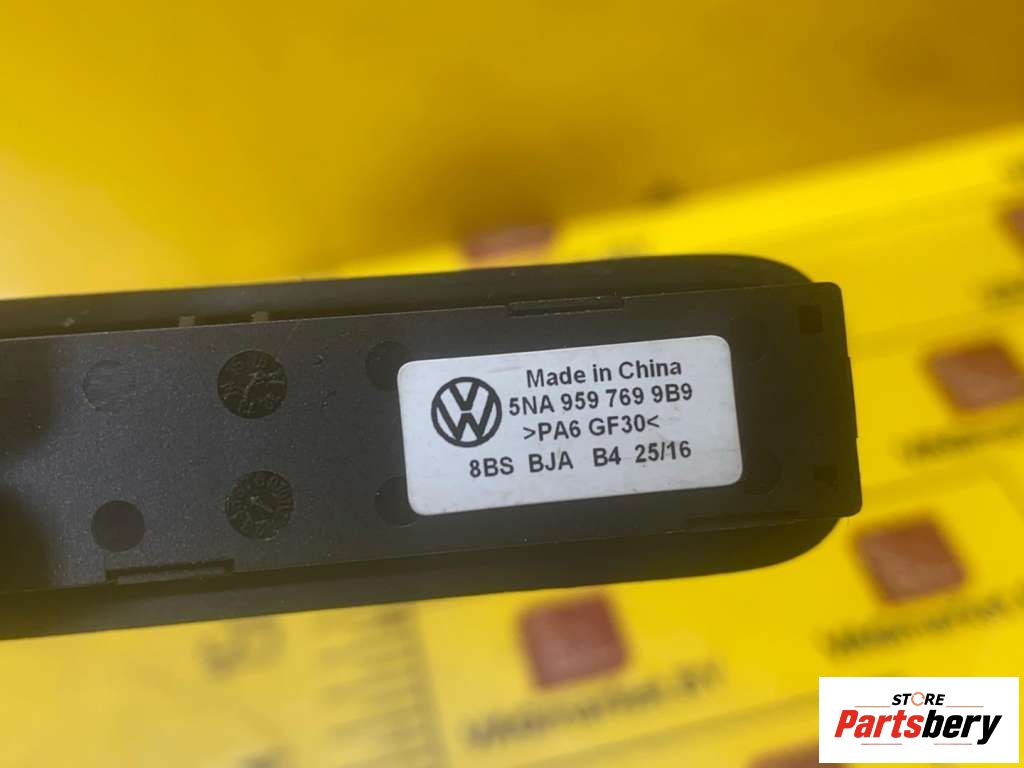 Made in China
5NA 959 769 9B9
>PA6 GF30<
8BS BJA B4 25/16
STORE
Partsbery